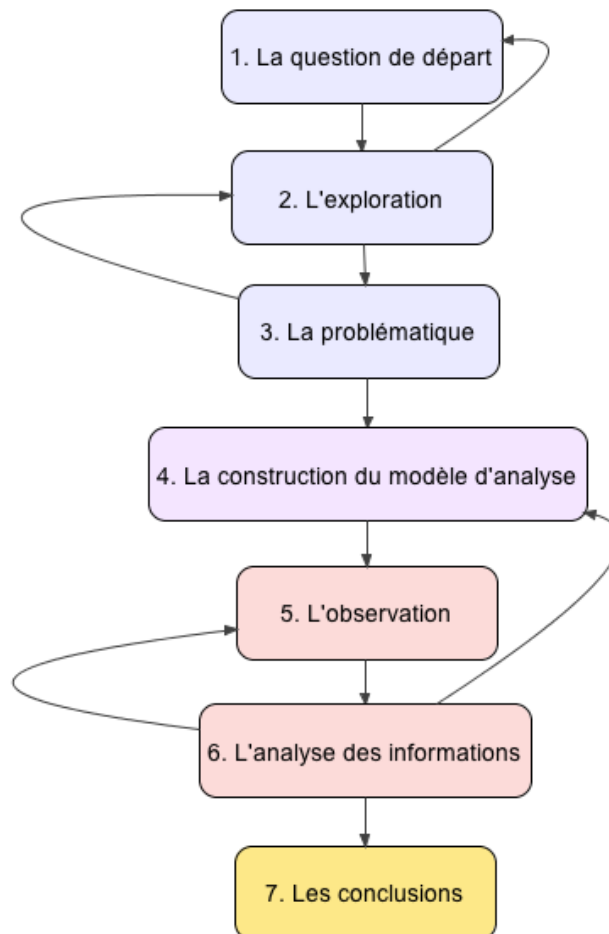 1. La question de départ
2. L'exploration
3. La problématique
4. La construction du modèle d'analyse
5. L'observation
6. L'analyse des informations
7. Les conclusions